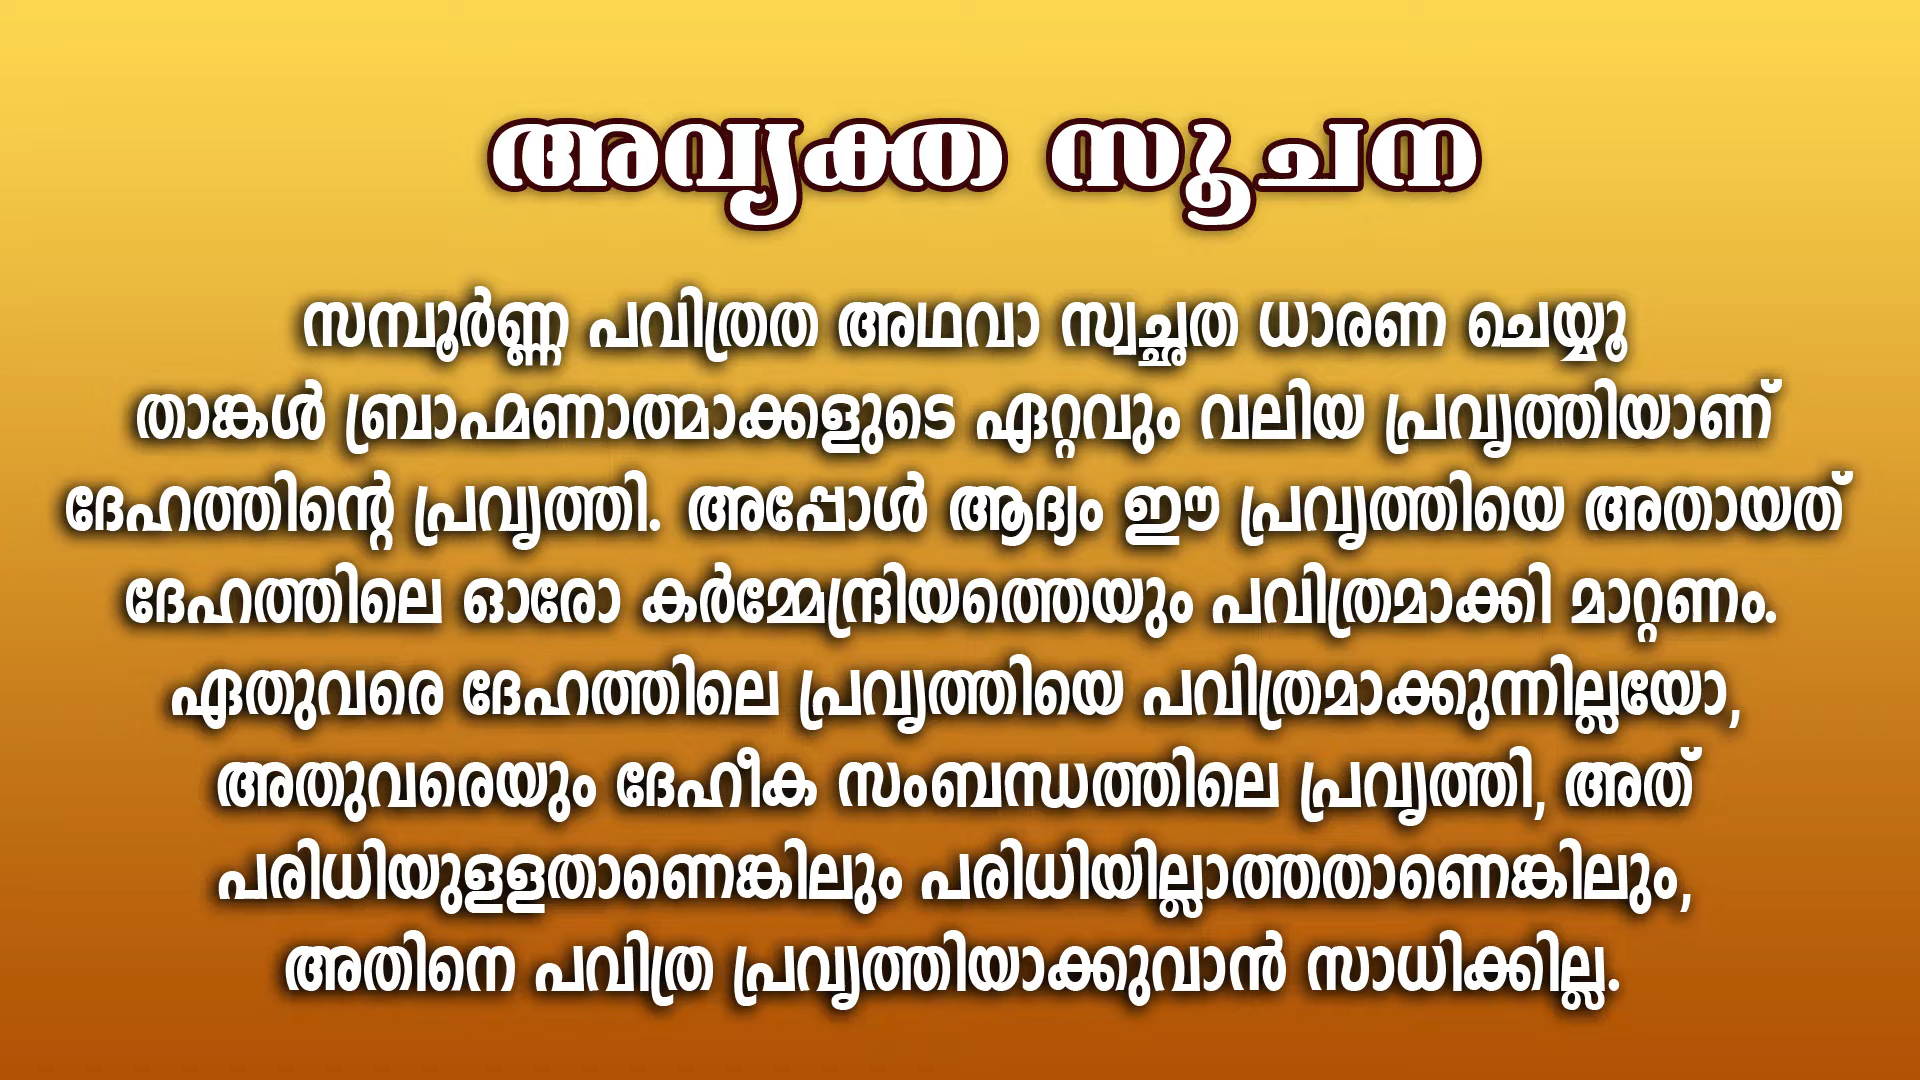 അവ്യക്ത സൂചന
സമ്പൂർണ്ണ പവിത്രത അഥവാ സ്വച്ഛത ധാരണ ചെയ്യൂ
താങ്കൾ ബ്രാഹ്മണാത്മാക്കളുടെ ഏറ്റവും വലിയ പ്രവൃത്തിയാണ്
ദേഹത്തിന്റെ പ്രവൃത്തി. അപ്പോൾ ആദ്യം ഈ പ്രവൃത്തിയെ അതായത്
ദേഹത്തിലെ ഓരോ കർമ്മേന്ദ്രിയത്തെയും പവിത്രമാക്കി മാറ്റണം.
ഏതുവരെ ദേഹത്തിലെ പ്രവൃത്തിയെ പവിത്രമാക്കുന്നില്ലയോ,
അതുവരെയും ദേഹീക സംബന്ധത്തിലെ പ്രവൃത്തി, അത്
പരിധിയുളളതാണെങ്കിലും പരിധിയില്ലാത്തതാണെങ്കിലും,
അതിനെ പവിത്ര പ്രവൃത്തിയാക്കുവാൻ സാധിക്കില്ല.